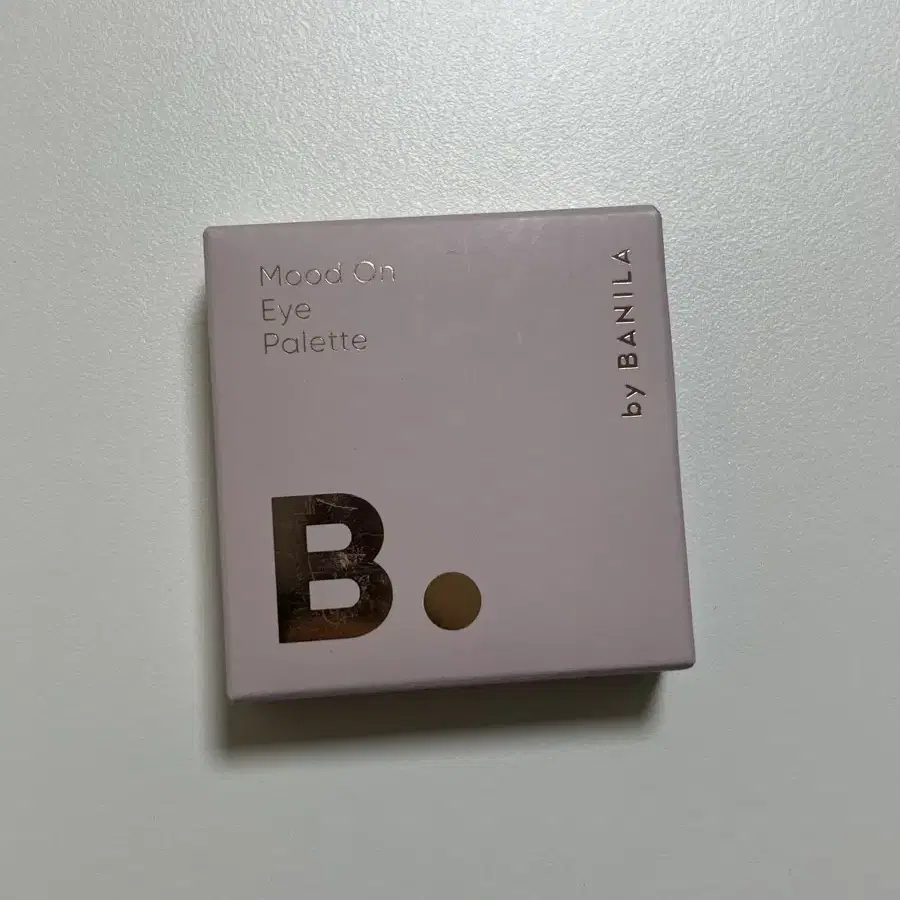 Mood On
Eye
Palette
by BANILA
B.